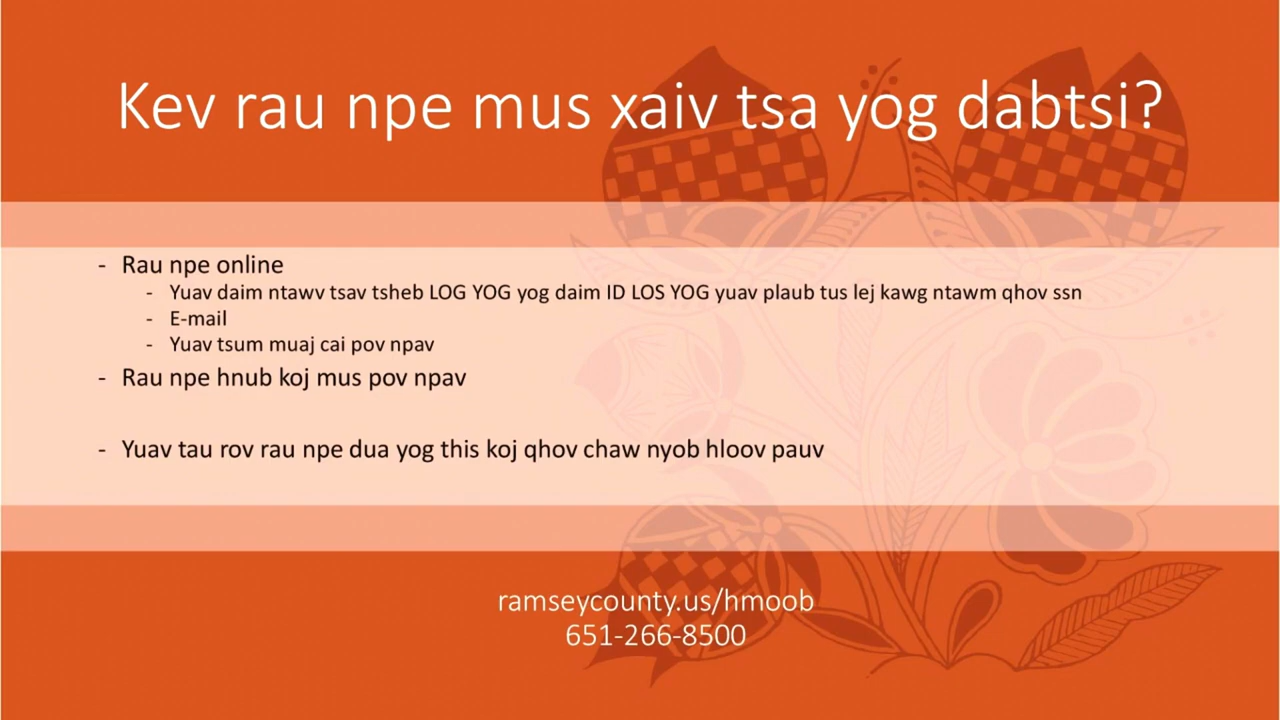 Kev rau npe mus xaiv tsa yog dabtsi?
- Rau npe online
- Yuav daim ntawv tsav tsheb LOG YOG yog daim ID LOS YOG yuav plaub tus lej kawg ntawm qhov ssn
- E-mail
- Yuav tsum muaj cai pov npav
- Rau npe hnub koj mus pov npav
- Yuav tau rov rau npe dua yog this koj qhov chaw nyob hloov pauv
ramseycounty.us/hmoob
651-266-8500